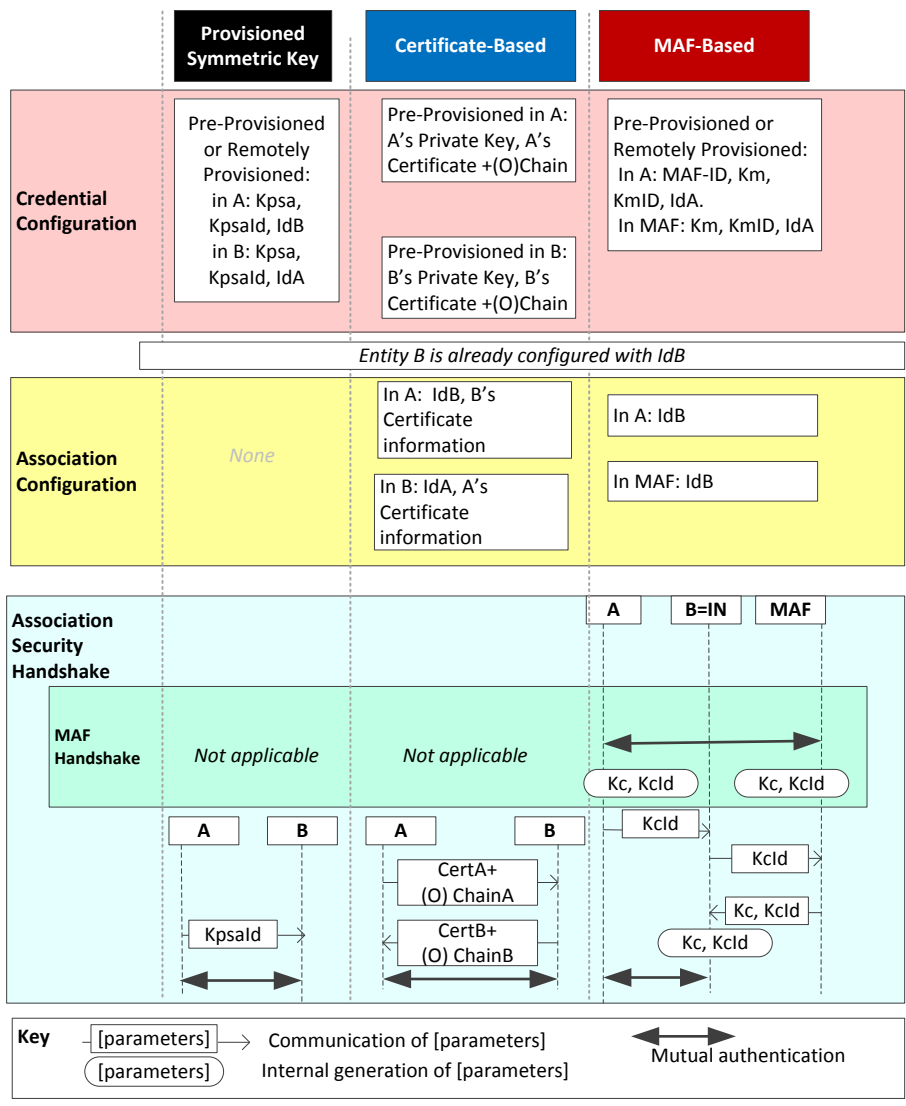 Provisioned
Symmetric Key
Certificate-Based
MAF-Based
Credential
Configuration
Pre-Provisioned
or Remotely
Provisioned:
in A: Kpsa,
KpsaId, IdB
in B: Kpsa,
KpsaId, IdA
Pre-Provisioned in A:
A's Private Key, A's
Certificate +(O)Chain
Pre-Provisioned in B:
B's Private Key, B's
Certificate +(O)Chain
Pre-Provisioned or
Remotely Provisioned:
In A: MAF-ID, Km,
KmID, IdA.
In MAF: Km, KmID, IdA
Entity B is already configured with IdB
Association
Configuration
None
In A: IdB, B's
Certificate
information
In B: IdA, A's
Certificate
information
In A: IdB
In MAF: IdB
Association
Security
Handshake
A
B=IN
MAF
MAF
Handshake
Not applicable
Not applicable
Kc, KcId
Kc, KcId
A
B
A
B
KcId
KcId
Kc, KcId
Kc, KcId
KpsaId
CertA+
(O) ChainA
CertB+
(O) ChainB
Key
[parameters]
Communication of [parameters]
Mutual authentication
[parameters]
Internal generation of [parameters]